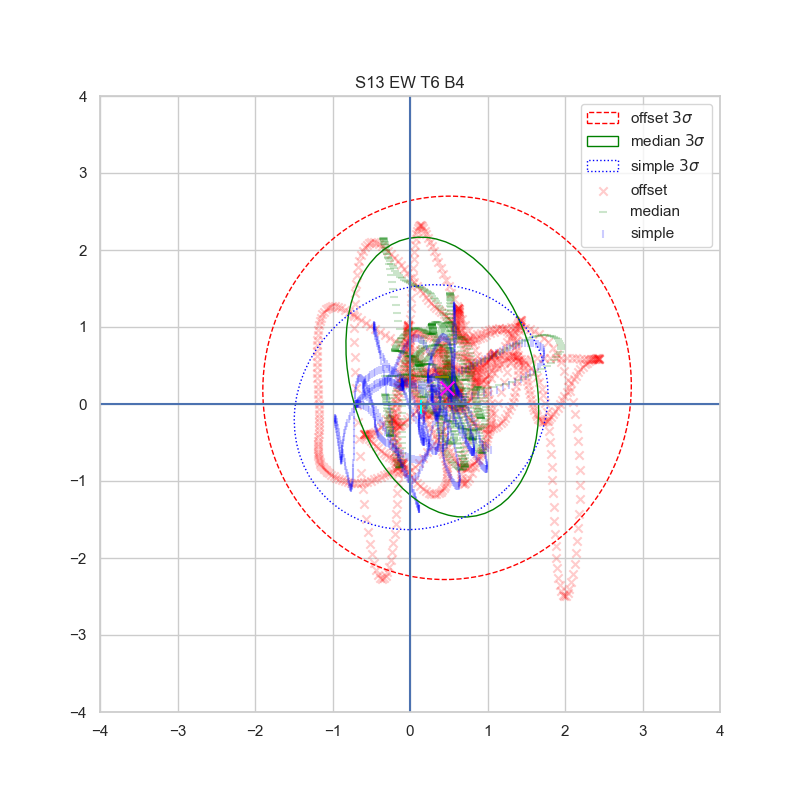 S13 EW T6 B4
offset 3σ
median 3σ
simple 3σ
offset
median
simple
4
3
2
1
0
−1
−2
−3
−4
−4 −3 −2 −1 0 1 2 3 4